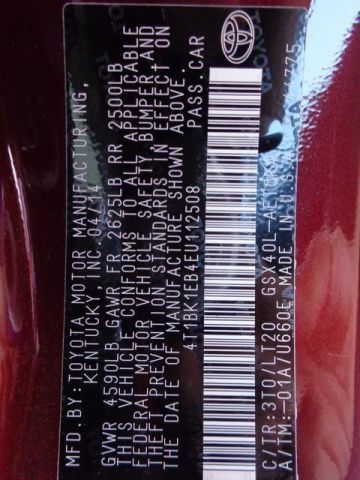 MFD.BY:TOYOTA MOTOR MANUFACTURING,
KENTUCKY INC 04/14
GVWR 4590LB GAWR FR 2625LB RR 2500LB
THIS VEHICLE CONFORMS TO ALL APPLICABLE
FEDERAL MOTOR VEHICLE SAFETY, BUMPER AND
THEFT PREVENTION STANDARDS IN EFFECT ON
THE DATE OF MANUFACTURE SHOWN ABOVE.
4T1BK1EB4EU112508 PASS.CAR
C/TR:3T0/LT20 GSX40L-
A/TM:-01A/U660E MADE IN
TOYOTA